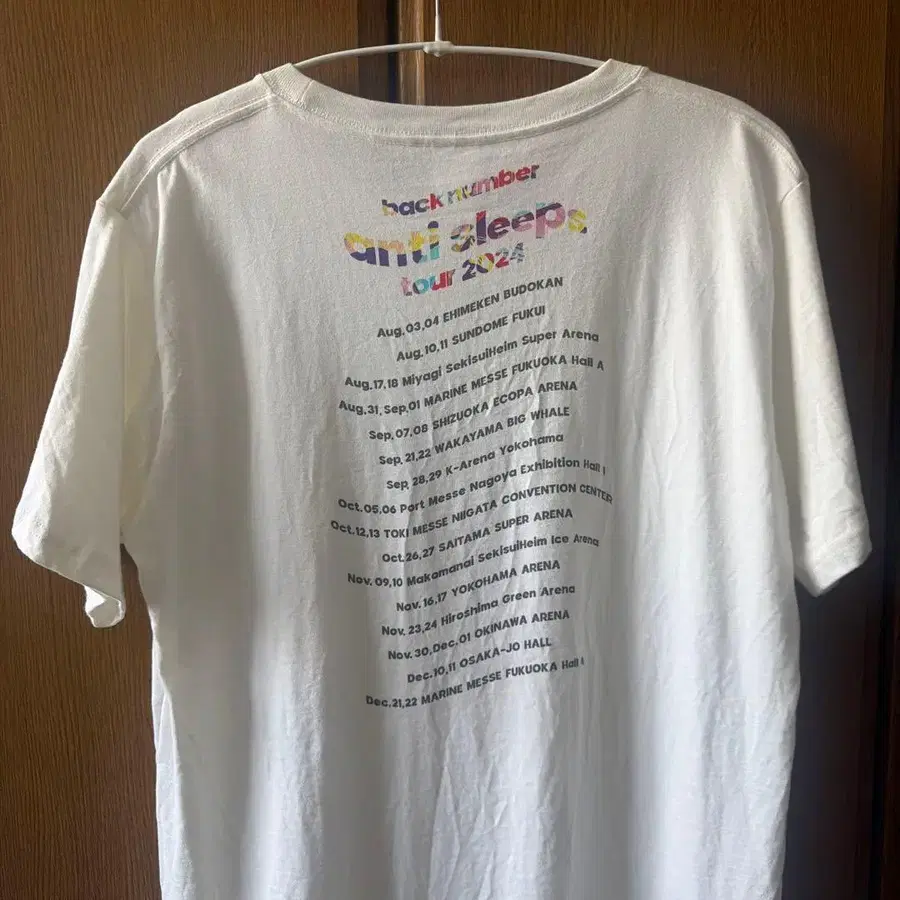 back number
anti sleeps
tour 2024
Aug.03,04 EHIMEKEN BUDOKAN
Aug.10,11 SUNDOME FUKUI
Aug.17,18 Miyagi SekisuiHeim Super Arena
Aug.31,Sep.01 MARINE MESSE FUKUOKA Hall A
Sep.07,08 SHIZUOKA ECOPA ARENA
Sep.21,22 WAKAYAMA BIG WHALE
Sep.28,29 K-Arena Yokohama
Oct.05,06 Port Messe Nagoya Exhibition Hall 1
Oct.12,13 TOKI MESSE NIIGATA CONVENTION CENTER
Oct.26,27 SAITAMA SUPER ARENA
Nov. 09,10 Makomanai SekisuiHeim Ice Arena
Nov. 16,17 YOKOHAMA ARENA
Nov. 23,24 Hiroshima Green Arena
Nov. 30,Dec.01 OKINAWA ARENA
Dec.10,11 OSAKA-JO HALL
Dec.21,22 MARINE MESSE FUKUOKA Hall A